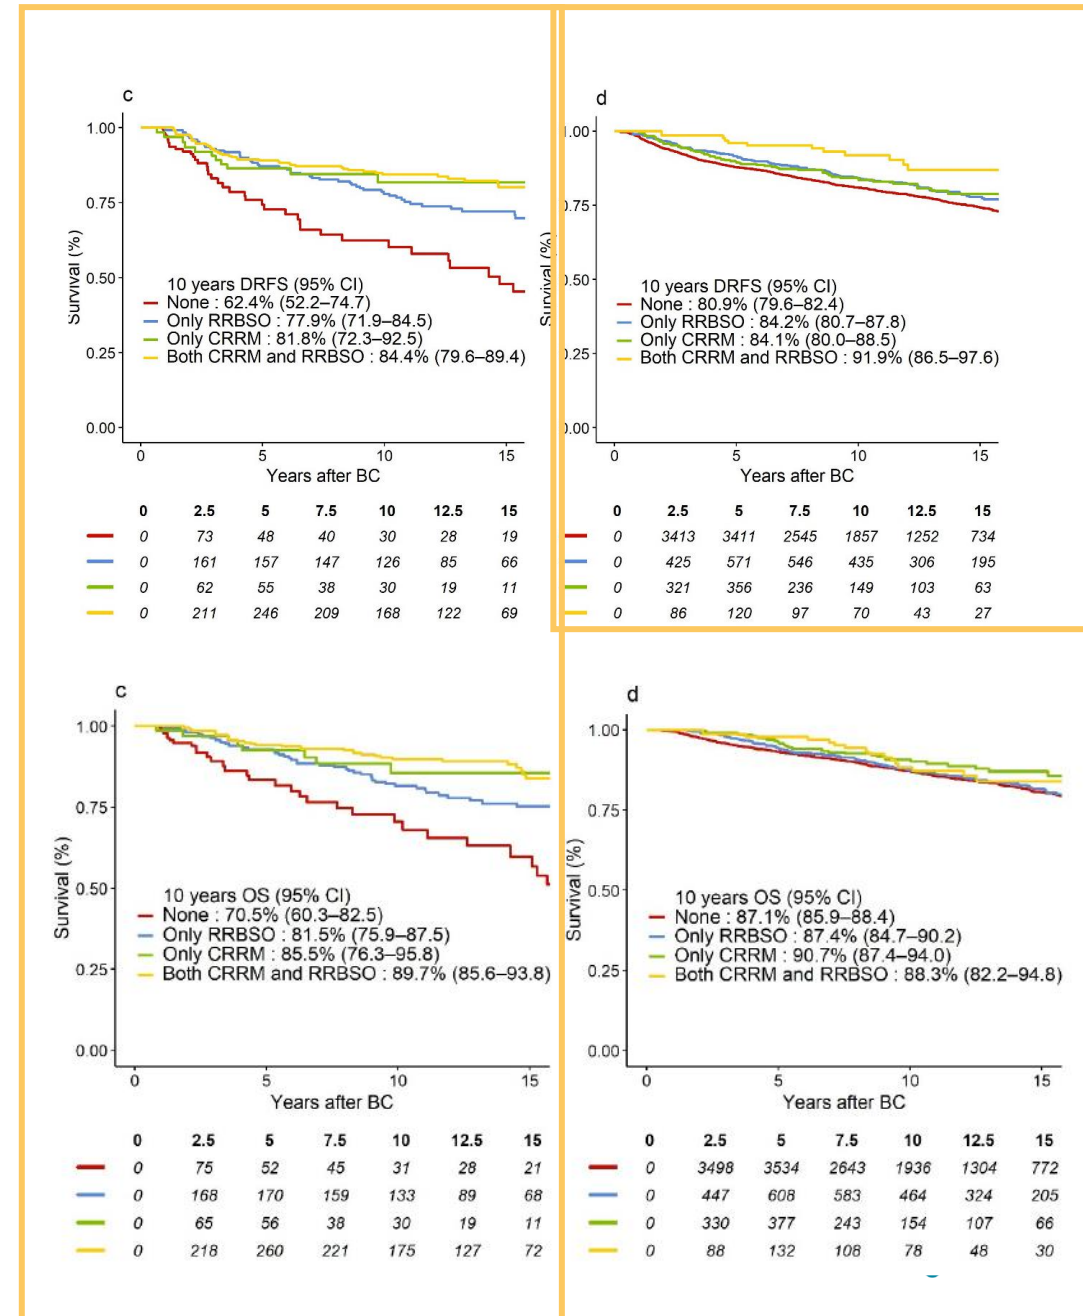 c
1.00
0.75
0.50
0.25
0.00
Survival (%)
10 years DRFS (95% CI)
None : 62.4% (52.2–74.7)
Only RRBSO : 77.9% (71.9–84.5)
Only CRRM : 81.8% (72.3–92.5)
Both CRRM and RRBSO : 84.4% (79.6–89.4)
0 5 10 15
Years after BC
0 2.5 5 7.5 10 12.5 15
0 73 48 40 30 28 19
0 161 157 147 126 85 66
0 62 55 38 30 19 11
0 211 246 209 168 122 69
d
1.00
0.75
0.50
0.25
0.00
Survival (%)
10 years DRFS (95% CI)
None : 80.9% (79.6–82.4)
Only RRBSO : 84.2% (80.7–87.8)
Only CRRM : 84.1% (80.0–88.5)
Both CRRM and RRBSO : 91.9% (86.5–97.6)
0 5 10 15
Years after BC
0 2.5 5 7.5 10 12.5 15
0 3413 3411 2545 1857 1252 734
0 425 571 546 435 306 195
0 321 356 236 149 103 63
0 86 120 97 70 43 27
c
1.00
0.75
0.50
0.25
0.00
Survival (%)
10 years OS (95% CI)
None : 70.5% (60.3–82.5)
Only RRBSO : 81.5% (75.9–87.5)
Only CRRM : 85.5% (76.3–95.8)
Both CRRM and RRBSO : 89.7% (85.6–93.8)
0 5 10 15
Years after BC
0 2.5 5 7.5 10 12.5 15
0 75 52 45 31 28 21
0 168 170 159 133 89 68
0 65 56 38 30 19 11
0 218 260 221 175 127 72
d
1.00
0.75
0.50
0.25
0.00
Survival (%)
10 years OS (95% CI)
None : 87.1% (85.9–88.4)
Only RRBSO : 87.4% (84.7–90.2)
Only CRRM : 90.7% (87.4–94.0)
Both CRRM and RRBSO : 88.3% (82.2–94.8)
0 5 10 15
Years after BC
0 2.5 5 7.5 10 12.5 15
0 3498 3534 2643 1936 1304 772
0 447 608 583 464 324 205
0 330 377 243 154 107 66
0 88 132 108 78 48 30